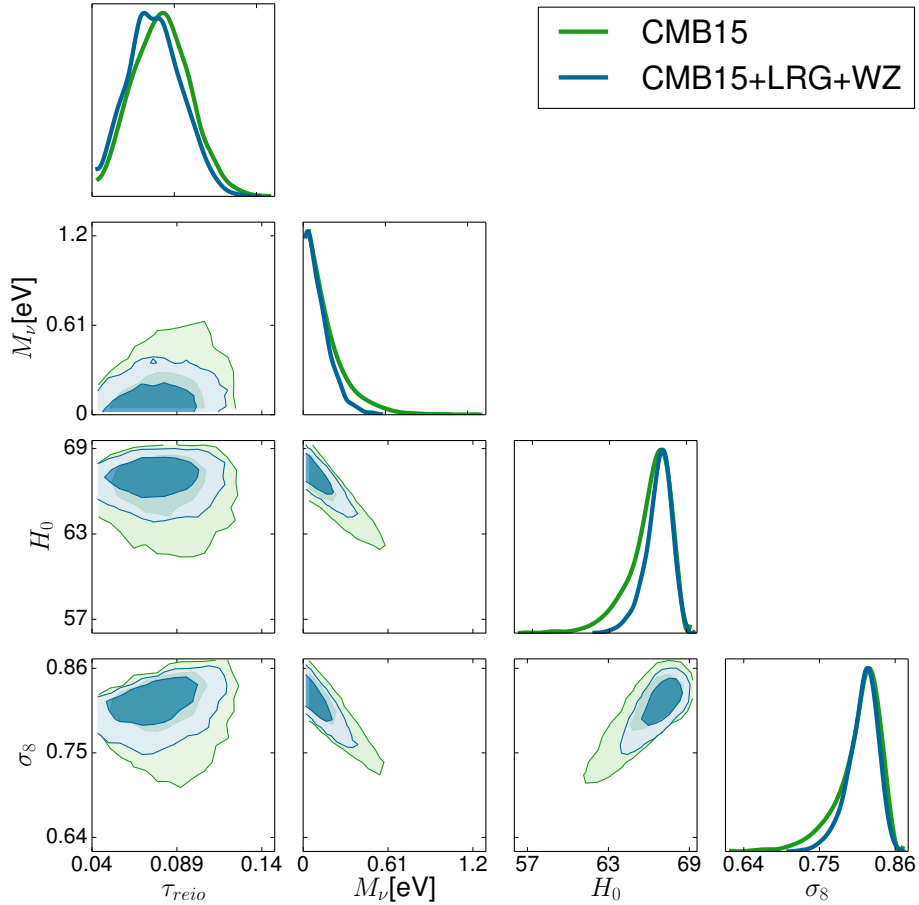 CMB15
CMB15+LRG+WZ
1.2
0.61
0
M_ν[eV]
69
63
57
H_0
0.86
0.75
0.64
σ_8
0.04 0.089 0.14
0 0.61 1.2
57 63 69
0.64 0.75 0.86
τ_reio
M_ν[eV]
H_0
σ_8